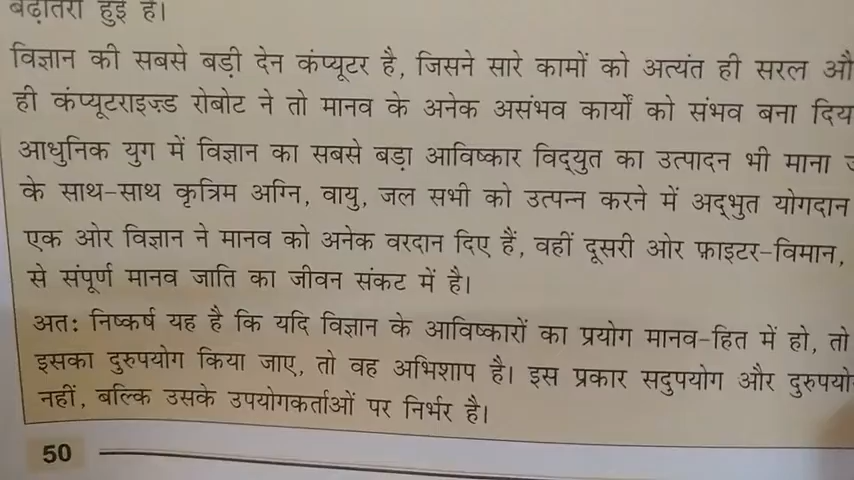 बढ़ोतरी हुई है।
विज्ञान की सबसे बड़ी देन कंप्यूटर है, जिसने सारे कामों को अत्यंत ही सरल औ
ही कंप्यूटराइज़्ड रोबोट ने तो मानव के अनेक असंभव कार्यों को संभव बना दिय
आधुनिक युग में विज्ञान का सबसे बड़ा आविष्कार विद्युत का उत्पादन भी माना
के साथ-साथ कृत्रिम अग्नि, वायु, जल सभी को उत्पन्न करने में अद्भुत योगदान
एक ओर विज्ञान ने मानव को अनेक वरदान दिए हैं, वहीं दूसरी ओर फ़ाइटर-विमान,
से संपूर्ण मानव जाति का जीवन संकट में है।
अतः निष्कर्ष यह है कि यदि विज्ञान के आविष्कारों का प्रयोग मानव-हित में हो, तो
इसका दुरुपयोग किया जाए, तो वह अभिशाप है। इस प्रकार सदुपयोग और दुरुपयो
नहीं, बल्कि उसके उपयोगकर्ताओं पर निर्भर है।
50